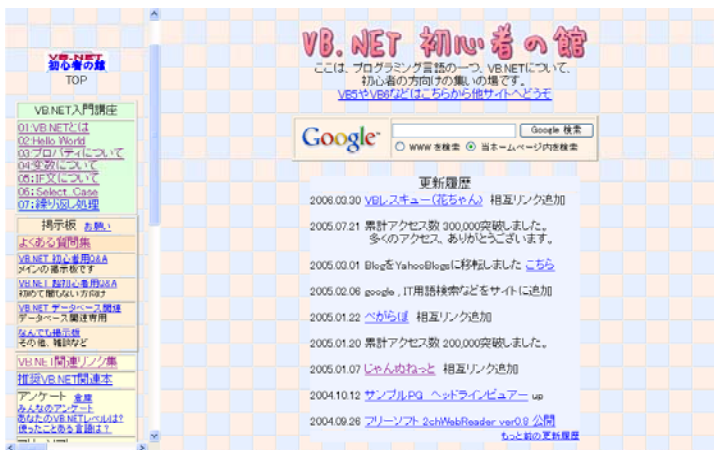 VB.NET
初心者の館
TOP
VB.NET入門講座
01:VB.NETとは
02:Hello World
03:プロパティについて
04:変数について
05:IF文について
06:Select Case
07:繰り返し処理
掲示板 お願い
よくある質問集
VB.NET 初心者用Q&A
メインの掲示板です
VB.NET 超初心者用Q&A
初めて間もない方向け
VB.NET データベース関連
データベース関連専用
なんでも掲示板
その他、雑談など
VB.NET関連リンク集
推奨VB.NET関連本
アンケート 倉庫
みんなのアンケート
あなたのVB.NETレベルは?
使ったことある言語は?
VB.NET 初心者の館
ここは、プログラミング言語の一つ、VB.NETについて、
初心者の方向けの集いの場です。
VB5やVB6などはこちらから他サイトへどうぞ
Google Google 検索
WWW を検索 当ホームページ内を検索
更新履歴
2006.03.30 VBレスキュー(花ちゃん) 相互リンク追加
2005.07.21 累計アクセス数 300,000突破しました。
多くのアクセス、ありがとうございます。
2005.03.01 BlogをYahooBlogsに移転しました こちら
2005.02.06 google , IT用語検索などをサイトに追加
2005.01.22 べがらぼ 相互リンク追加
2005.01.20 累計アクセス数 200,000突破しました。
2005.01.07 じゃんぬねっと 相互リンク追加
2004.10.12 サンプルPG ヘッドラインビュアー up
2004.09.26 フリーソフト 2chWebReader ver0.8 公開
もっと前の更新履歴